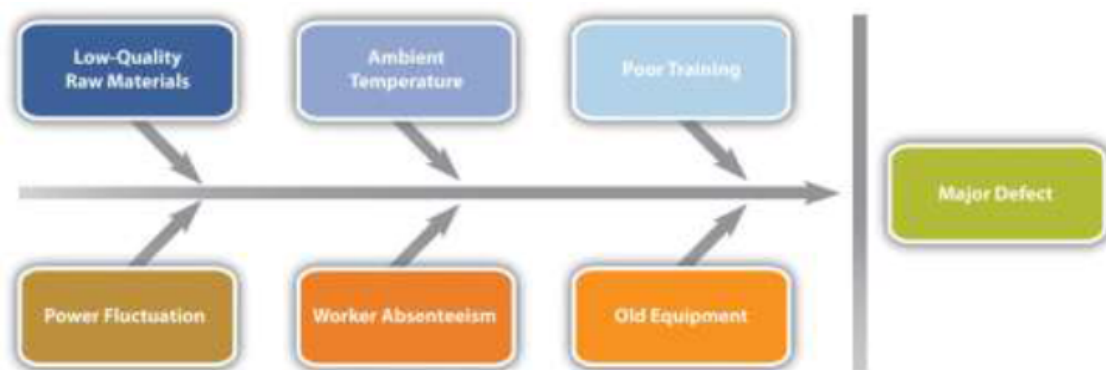 Low-Quality
Raw Materials
Ambient
Temperature
Poor Training
Major Defect
Power Fluctuation
Worker Absenteeism
Old Equipment